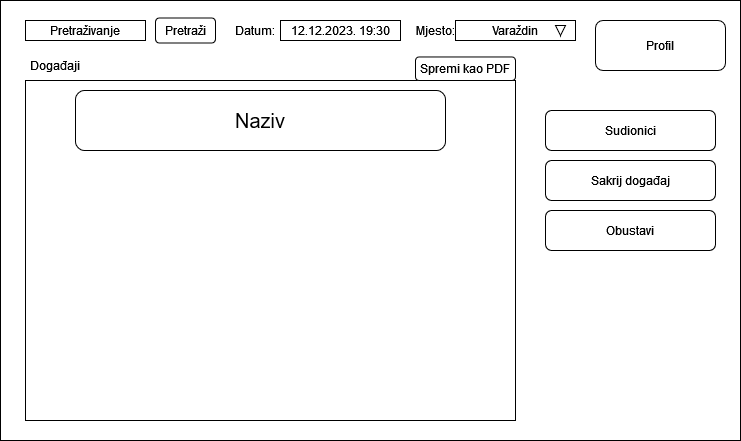 Pretraživanje
Pretraži
Datum:
12.12.2023. 19:30
Mjesto:
Varaždin
Profil
Događaji
Spremi kao PDF
Naziv
Sudionici
Sakrij događaj
Obustavi